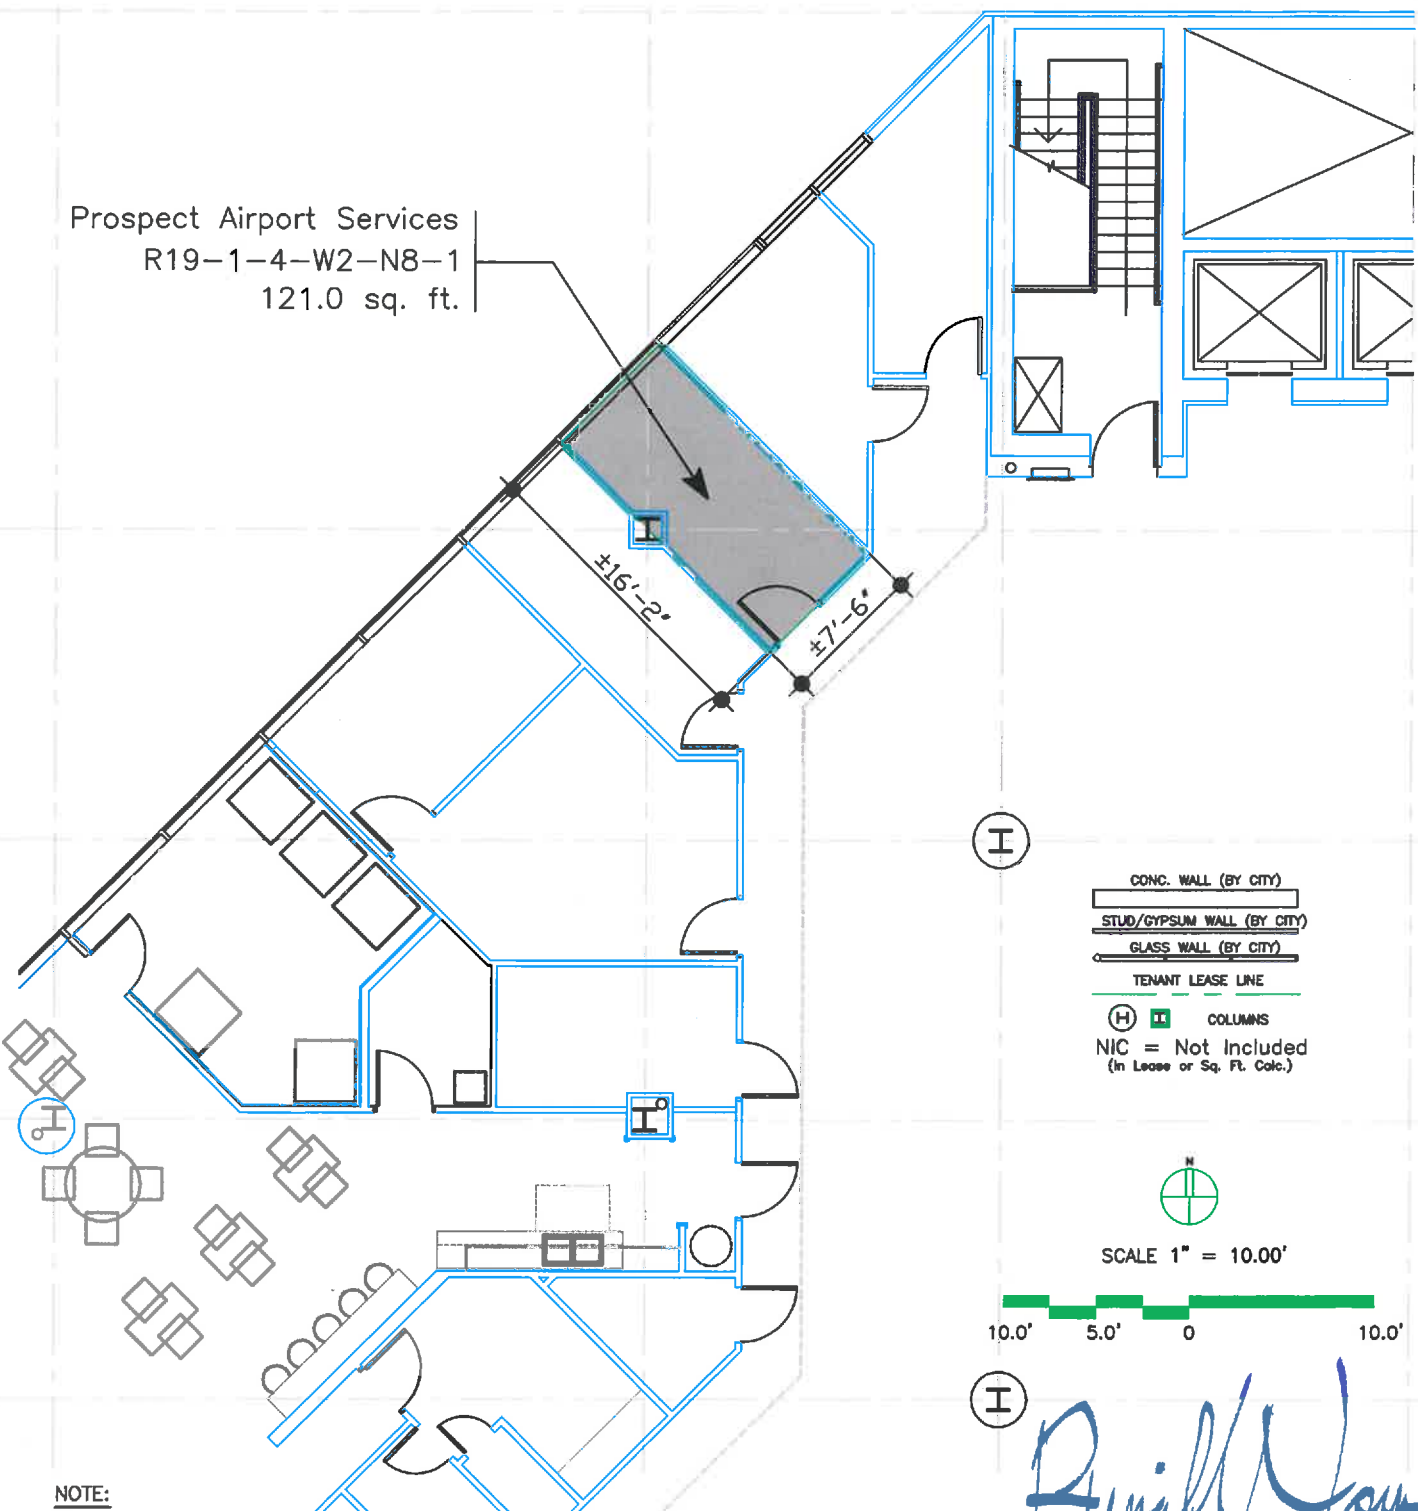 Prospect Airport Services
R19-1-4-W2-N8-1
121.0 sq. ft.
±16'-2"
±7'-6"
CONC. WALL (BY CITY)
STUD/GYPSUM WALL (BY CITY)
GLASS WALL (BY CITY)
TENANT LEASE LINE
COLUMNS
NIC = Not Included
(In Lease or Sq. Ft. Calc.)
N
SCALE 1" = 10.00'
10.0' 5.0' 0 10.0'
NOTE: